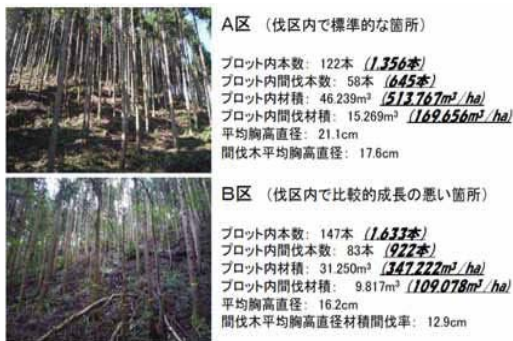 A区 （伐区内で標準的な箇所）
プロット内本数： 122本 (1,356本)
プロット内間伐本数： 58本 (645本)
プロット内材積： 46.239m³ (513.767m³/ha)
プロット内間伐材積： 15.269m³ (169.656m³/ha)
平均胸高直径： 21.1cm
間伐木平均胸高直径： 17.6cm
B区 （伐区内で比較的成長の悪い箇所）
プロット内本数： 147本 (1,633本)
プロット内間伐本数： 83本 (922本)
プロット内材積： 31.250m³ (347.222m³/ha)
プロット内間伐材積： 9.817m³ (109.078m³/ha)
平均胸高直径： 16.2cm
間伐木平均胸高直径材積間伐率： 12.9cm